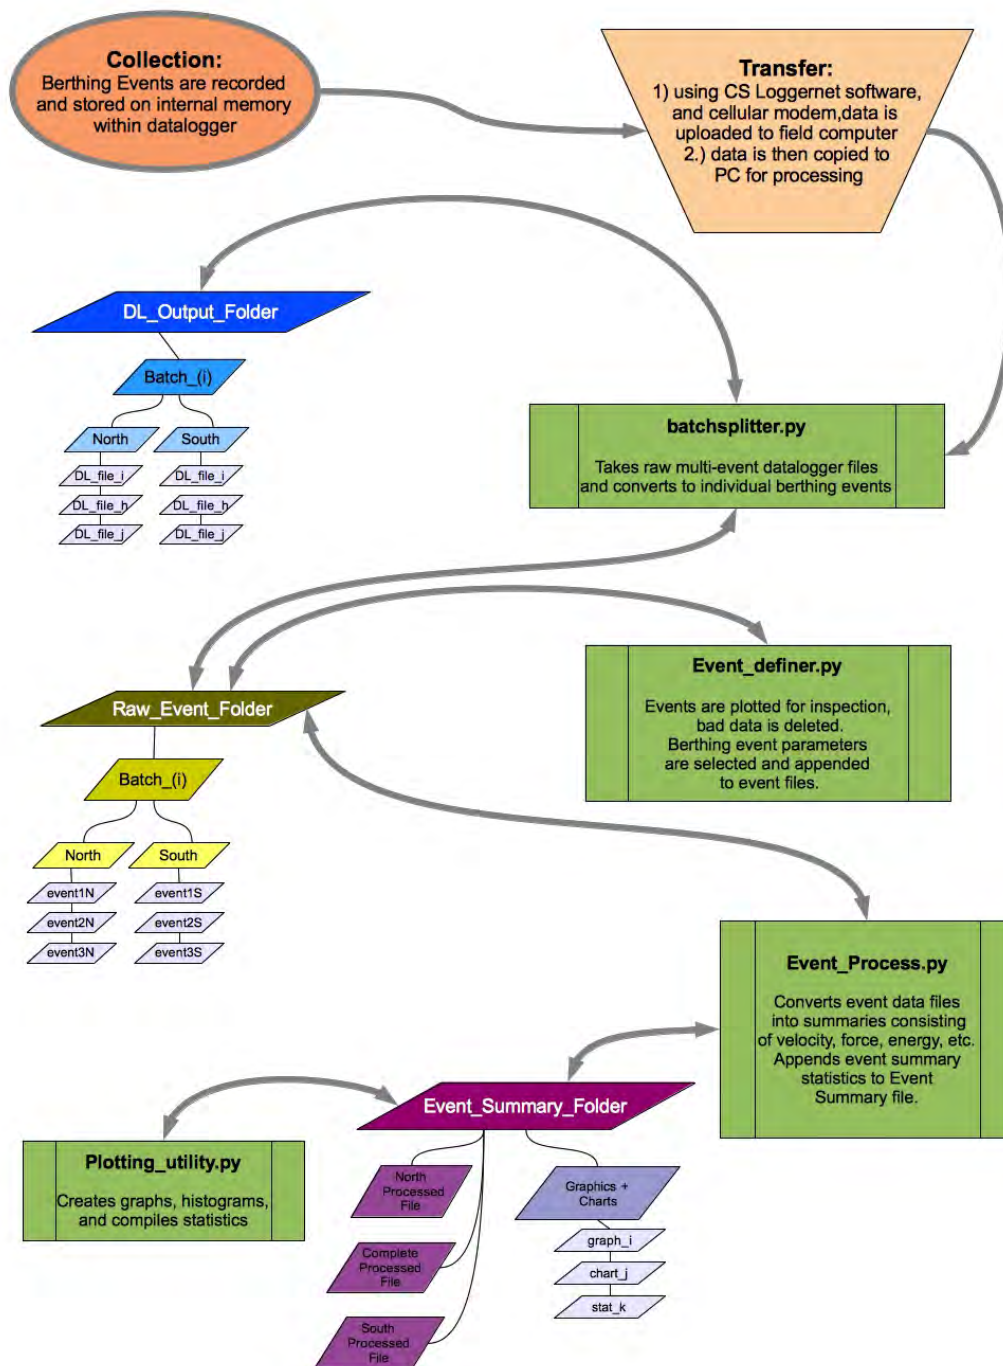 Collection:
Berthing Events are recorded
and stored on internal memory
within datalogger
Transfer:
1) using CS Loggernet software,
and cellular modem,data is
uploaded to field computer
2.) data is then copied to
PC for processing
DL_Output_Folder
Batch_(i)
North
South
DL_file_i
DL_file_i
DL_file_h
DL_file_h
DL_file_j
DL_file_j
batchsplitter.py
Takes raw multi-event datalogger files
and converts to individual berthing events
Event_definer.py
Events are plotted for inspection,
bad data is deleted.
Berthing event parameters
are selected and appended
to event files.
Raw_Event_Folder
Batch_(i)
North
South
event1N
event1S
event2N
event2S
event3N
event3S
Event_Process.py
Converts event data files
into summaries consisting
of velocity, force, energy, etc.
Appends event summary
statistics to Event
Summary file.
Event_Summary_Folder
Plotting_utility.py
Creates graphs, histograms,
and compiles statistics
North
Processed
File
Complete
Processed
File
South
Processed
File
Graphics +
Charts
graph_i
chart_j
stat_k